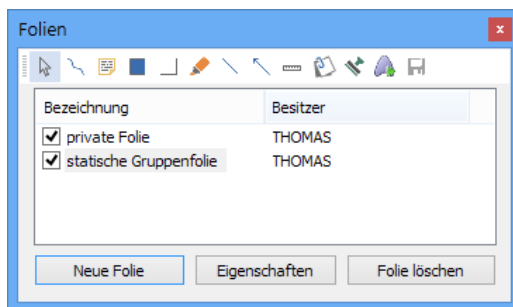 Folien
Bezeichnung Besitzer
private Folie THOMAS
statische Gruppenfolie THOMAS
Neue Folie Eigenschaften Folie löschen